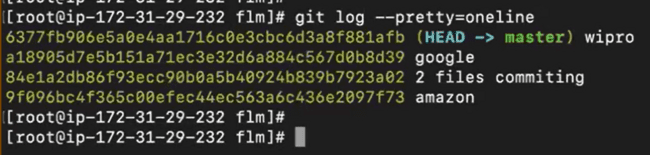 [root@ip-172-31-29-232 flm]# git log --pretty=oneline
6377fb906e5a0e4aa1716c0e3cbc6d3a8f881afb (HEAD -> master) wipro
a18905d7e5b151a71ec3e32d6a884c567d0b8d39 google
84e1a2db86f93ecc90b0a5b40924b839b7923a02 2 files commiting
9f096bc4f365c00efec44ec563a6c436e2097f73 amazon
[root@ip-172-31-29-232 flm]#
[root@ip-172-31-29-232 flm]#